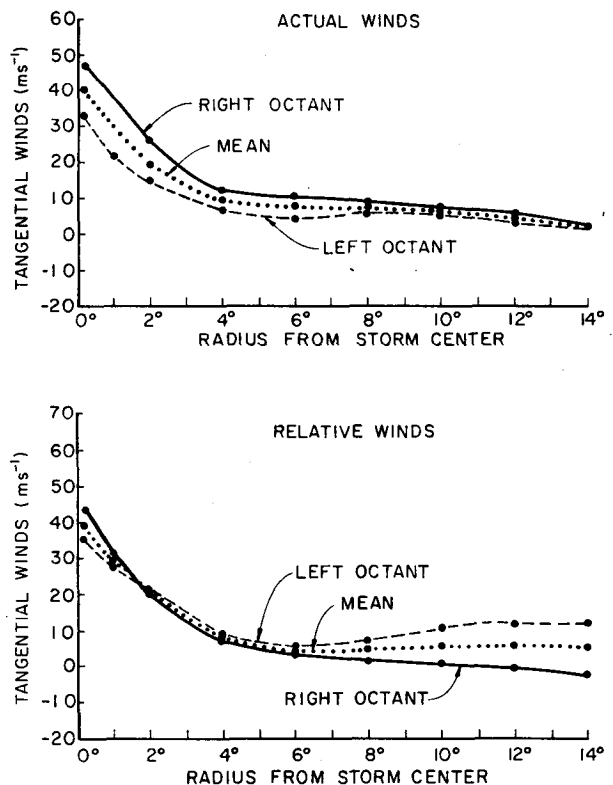 ACTUAL WINDS
TANGENTIAL WINDS (ms⁻¹)
60
50
40
30
20
10
0
-10
-20
RIGHT OCTANT
MEAN
LEFT OCTANT
0° 2° 4° 6° 8° 10° 12° 14°
RADIUS FROM STORM CENTER
RELATIVE WINDS
TANGENTIAL WINDS (ms⁻¹)
70
60
50
40
30
20
10
0
-10
-20
LEFT OCTANT
MEAN
RIGHT OCTANT
0° 2° 4° 6° 8° 10° 12° 14°
RADIUS FROM STORM CENTER